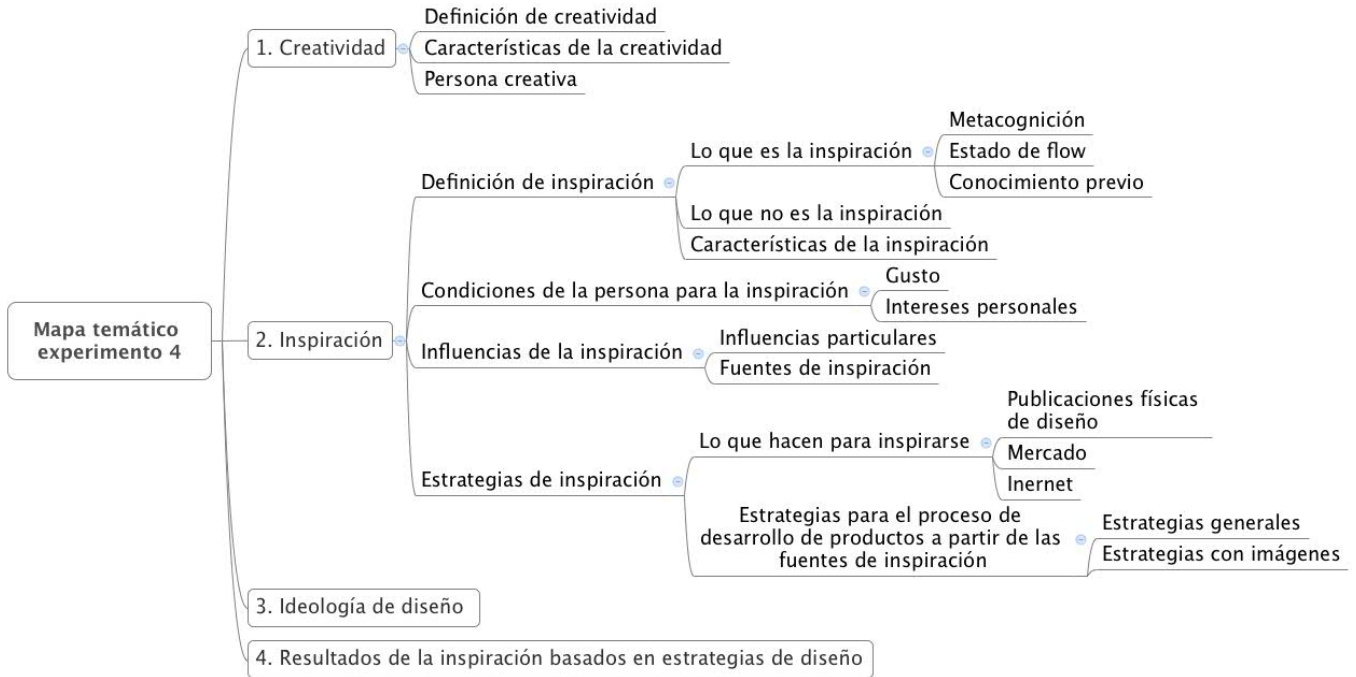 Mapa temático
experimento 4
1. Creatividad
Definición de creatividad
Características de la creatividad
Persona creativa
2. Inspiración
Definición de inspiración
Lo que es la inspiración
Metacognición
Estado de flow
Conocimiento previo
Lo que no es la inspiración
Características de la inspiración
Condiciones de la persona para la inspiración
Gusto
Intereses personales
Influencias de la inspiración
Influencias particulares
Fuentes de inspiración
Estrategias de inspiración
Lo que hacen para inspirarse
Publicaciones físicas
de diseño
Mercado
Inernet
Estrategias para el proceso de
desarrollo de productos a partir de las
fuentes de inspiración
Estrategias generales
Estrategias con imágenes
3. Ideología de diseño
4. Resultados de la inspiración basados en estrategias de diseño